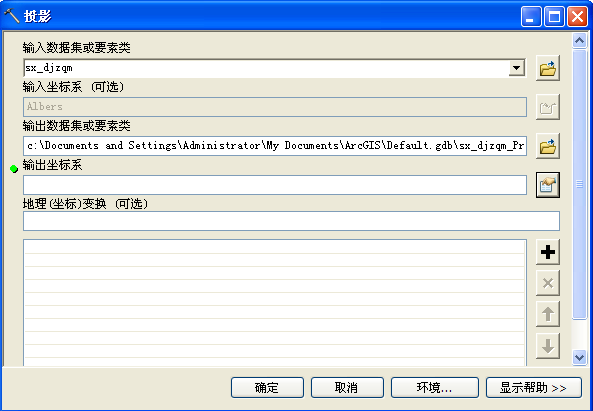 投影
输入数据集或要素类
sx_djzqm
输入坐标系 (可选)
Albers
输出数据集或要素类
c:\Documents and Settings\Administrator\My Documents\ArcGIS\Default.gdb\sx_djzqm_Pr
输出坐标系
地理(坐标)变换 (可选)
确定
取消
环境...
显示帮助 >>